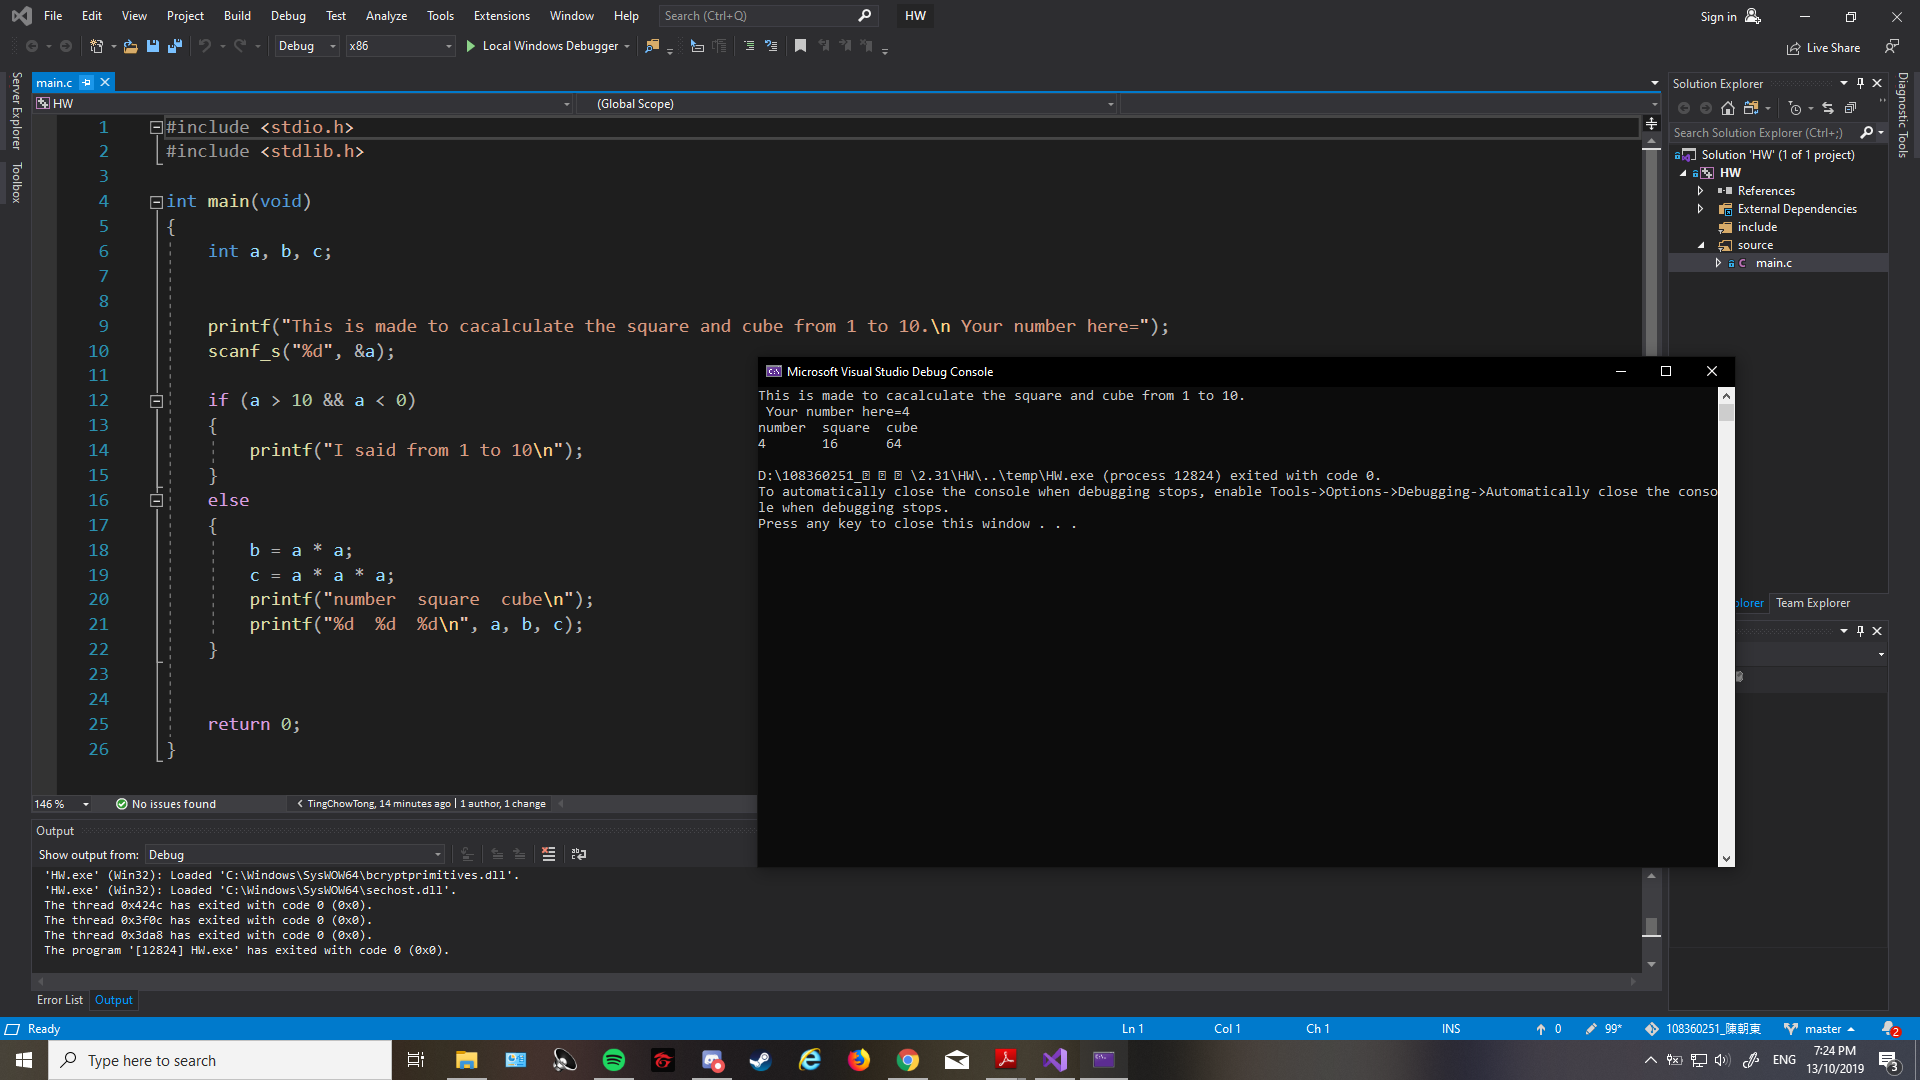 File Edit View Project Build Debug Test Analyze Tools Extensions Window Help Search (Ctrl+Q) HW Sign in
Debug x86 Local Windows Debugger Live Share
Server Explorer
Toolbox
main.c
HW (Global Scope)
1 #include <stdio.h>
2 #include <stdlib.h>
3
4 int main(void)
5 {
6 int a, b, c;
7
8
9 printf("This is made to cacalculate the square and cube from 1 to 10.\n Your number here=");
10 scanf_s("%d", &a);
11
12 if (a > 10 && a < 0)
13 {
14 printf("I said from 1 to 10\n");
15 }
16 else
17 {
18 b = a * a;
19 c = a * a * a;
20 printf("number  square  cube\n");
21 printf("%d  %d  %d\n", a, b, c);
22 }
23
24
25 return 0;
26 }
146 % No issues found TingChowTong, 14 minutes ago | 1 author, 1 change
Microsoft Visual Studio Debug Console
This is made to cacalculate the square and cube from 1 to 10.
Your number here=4
number  square  cube
4       16      64
D:\108360251_ \2.31\HW\..\temp\HW.exe (process 12824) exited with code 0.
To automatically close the console when debugging stops, enable Tools->Options->Debugging->Automatically close the conso
le when debugging stops.
Press any key to close this window . . .
Solution Explorer
Search Solution Explorer (Ctrl+;)
Solution 'HW' (1 of 1 project)
HW
References
External Dependencies
include
source
main.c
plorer Team Explorer
Diagnostic Tools
Output
Show output from: Debug
'HW.exe' (Win32): Loaded 'C:\Windows\SysWOW64\bcryptprimitives.dll'.
'HW.exe' (Win32): Loaded 'C:\Windows\SysWOW64\sechost.dll'.
The thread 0x424c has exited with code 0 (0x0).
The thread 0x3f0c has exited with code 0 (0x0).
The thread 0x3da8 has exited with code 0 (0x0).
The program '[12824] HW.exe' has exited with code 0 (0x0).
Error List Output
Ready Ln 1 Col 1 Ch 1 INS 0 99* 108360251_陳朝東 master 2
Type here to search ENG 7:24 PM 3
13/10/2019